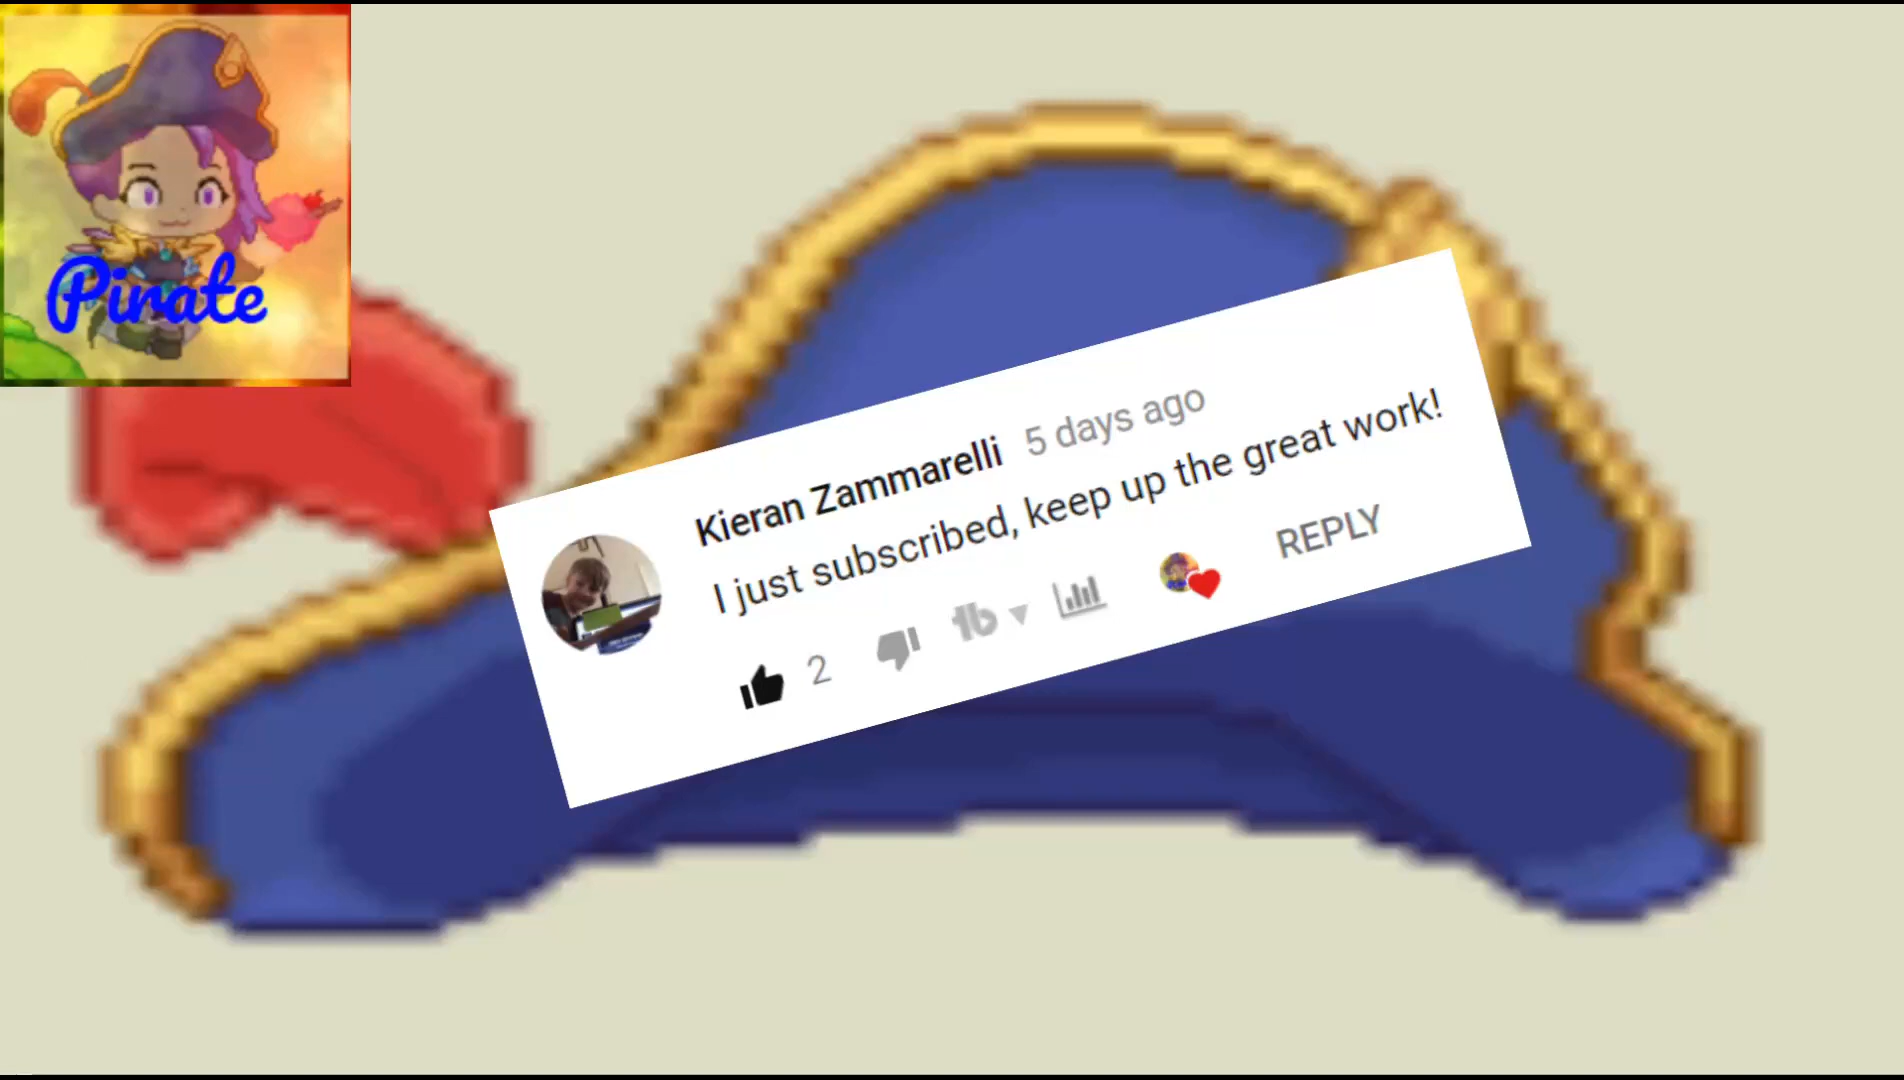 Pirate
Kieran Zammarelli 5 days ago
I just subscribed, keep up the great work!
2 REPLY